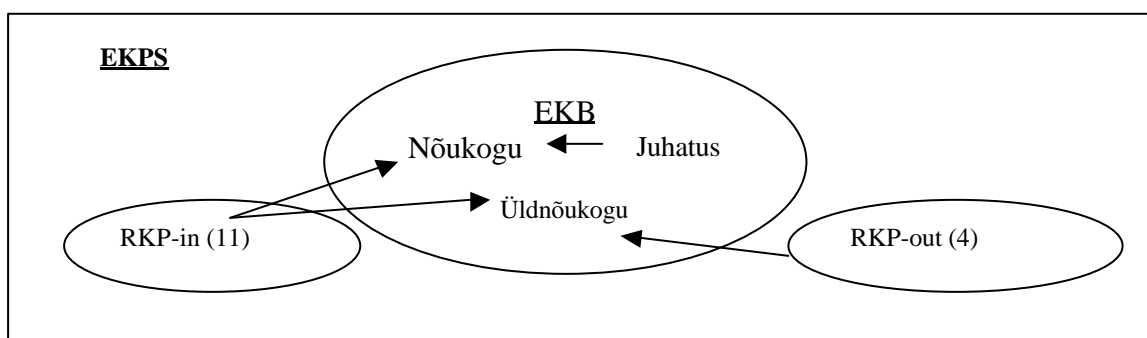 EKPS
EKB
Nõukogu Juhatus
Üldnõukogu
RKP-in (11) RKP-out (4)